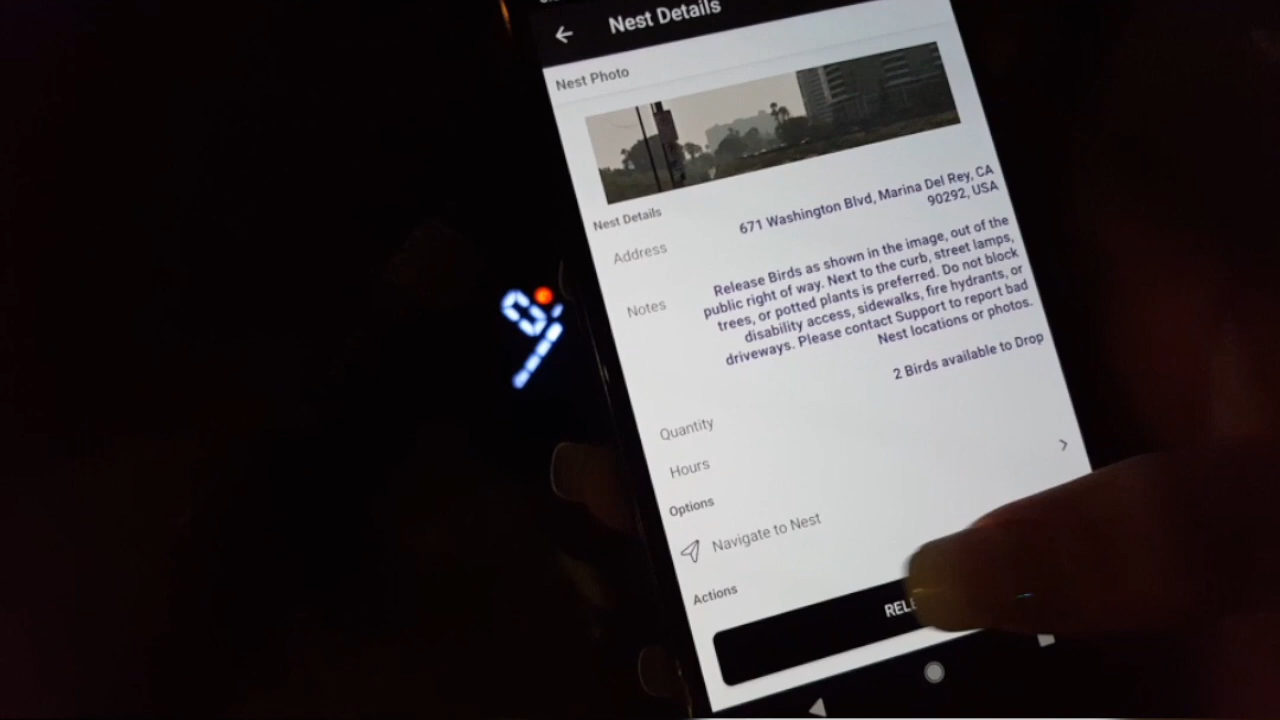 Nest Details
Nest Photo
Nest Details
Address
671 Washington Blvd, Marina Del Rey, CA
90292, USA
Notes
Release Birds as shown in the image, out of the
public right of way. Next to the curb, street lamps,
trees, or potted plants is preferred. Do not block
disability access, sidewalks, fire hydrants, or
driveways. Please contact Support to report bad
Nest locations or photos.
2 Birds available to Drop
Quantity
Hours
Options
Navigate to Nest
Actions